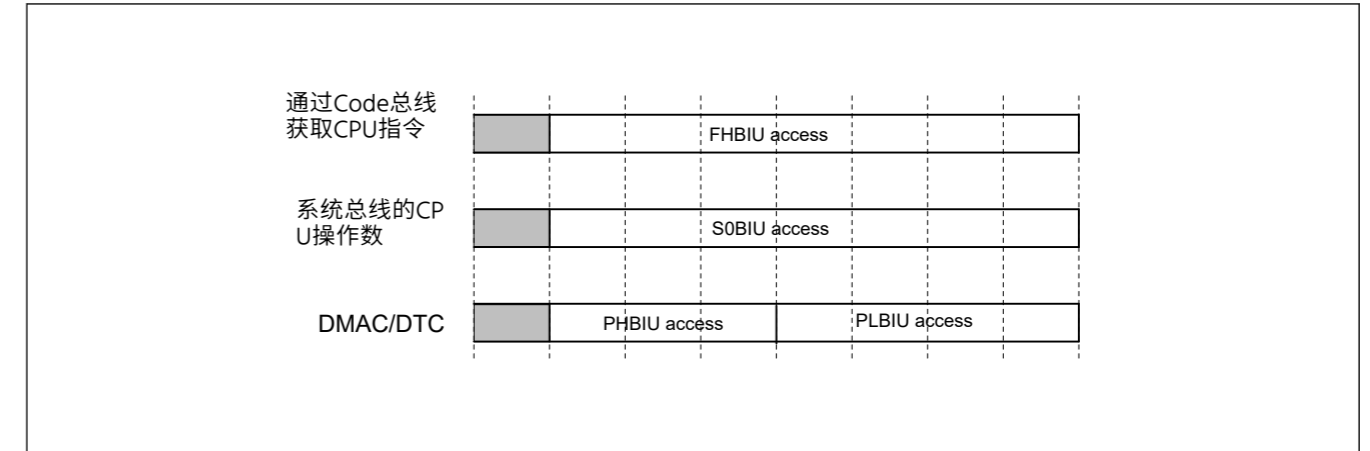 通过Code总线
获取CPU指令
FHBIU access
系统总线的CP
U操作数
S0BIU access
DMAC/DTC
PHBIU access
PLBIU access